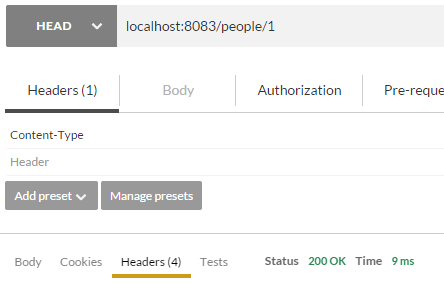 HEAD localhost:8083/people/1
Headers (1) Body Authorization Pre-reque
Content-Type
Header
Add preset Manage presets
Body Cookies Headers (4) Tests Status 200 OK Time 9 ms